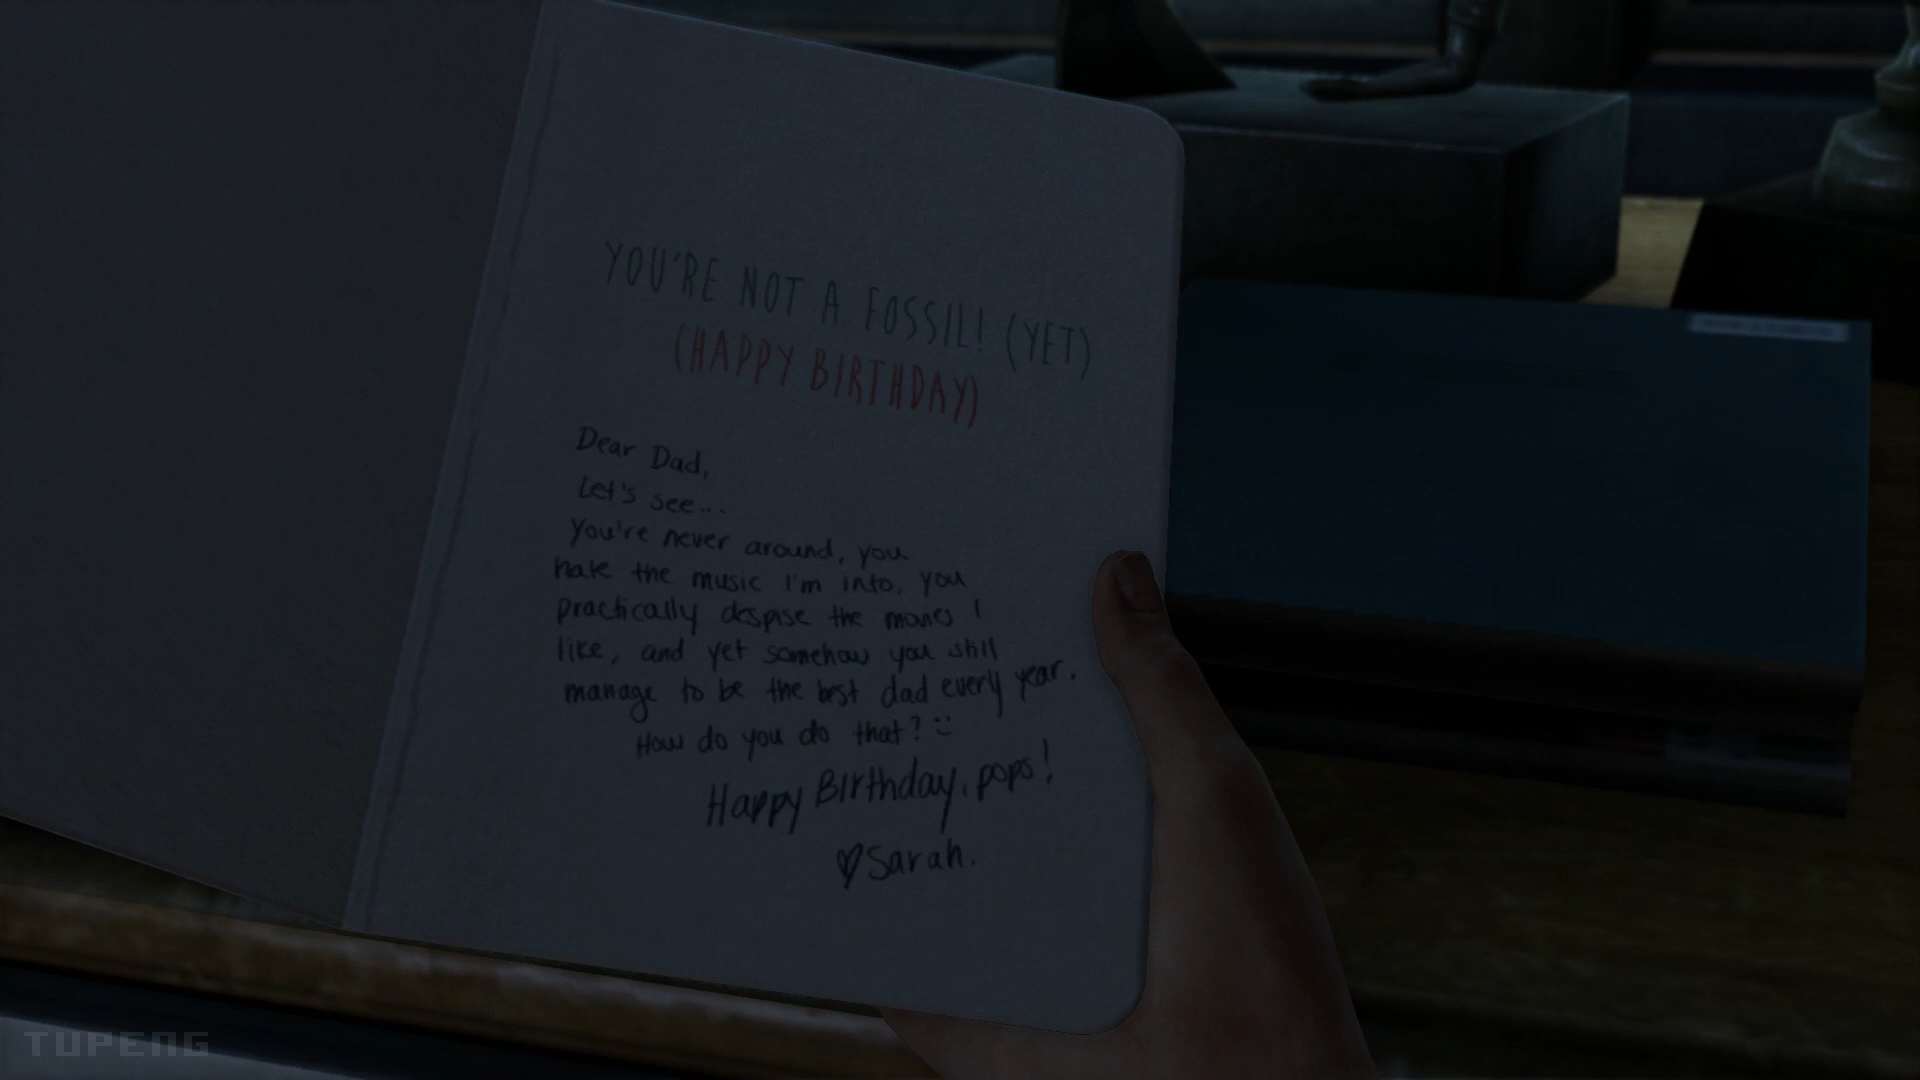 YOU'RE NOT A FOSSIL! (YET)
(HAPPY BIRTHDAY)
Dear Dad,
Let's see...
You're never around, you
hate the music I'm into, you
practically despise the movies I
like, and yet somehow you still
manage to be the best dad every year.
How do you do that? :)
Happy Birthday, pops!
♡Sarah.
TUPENG